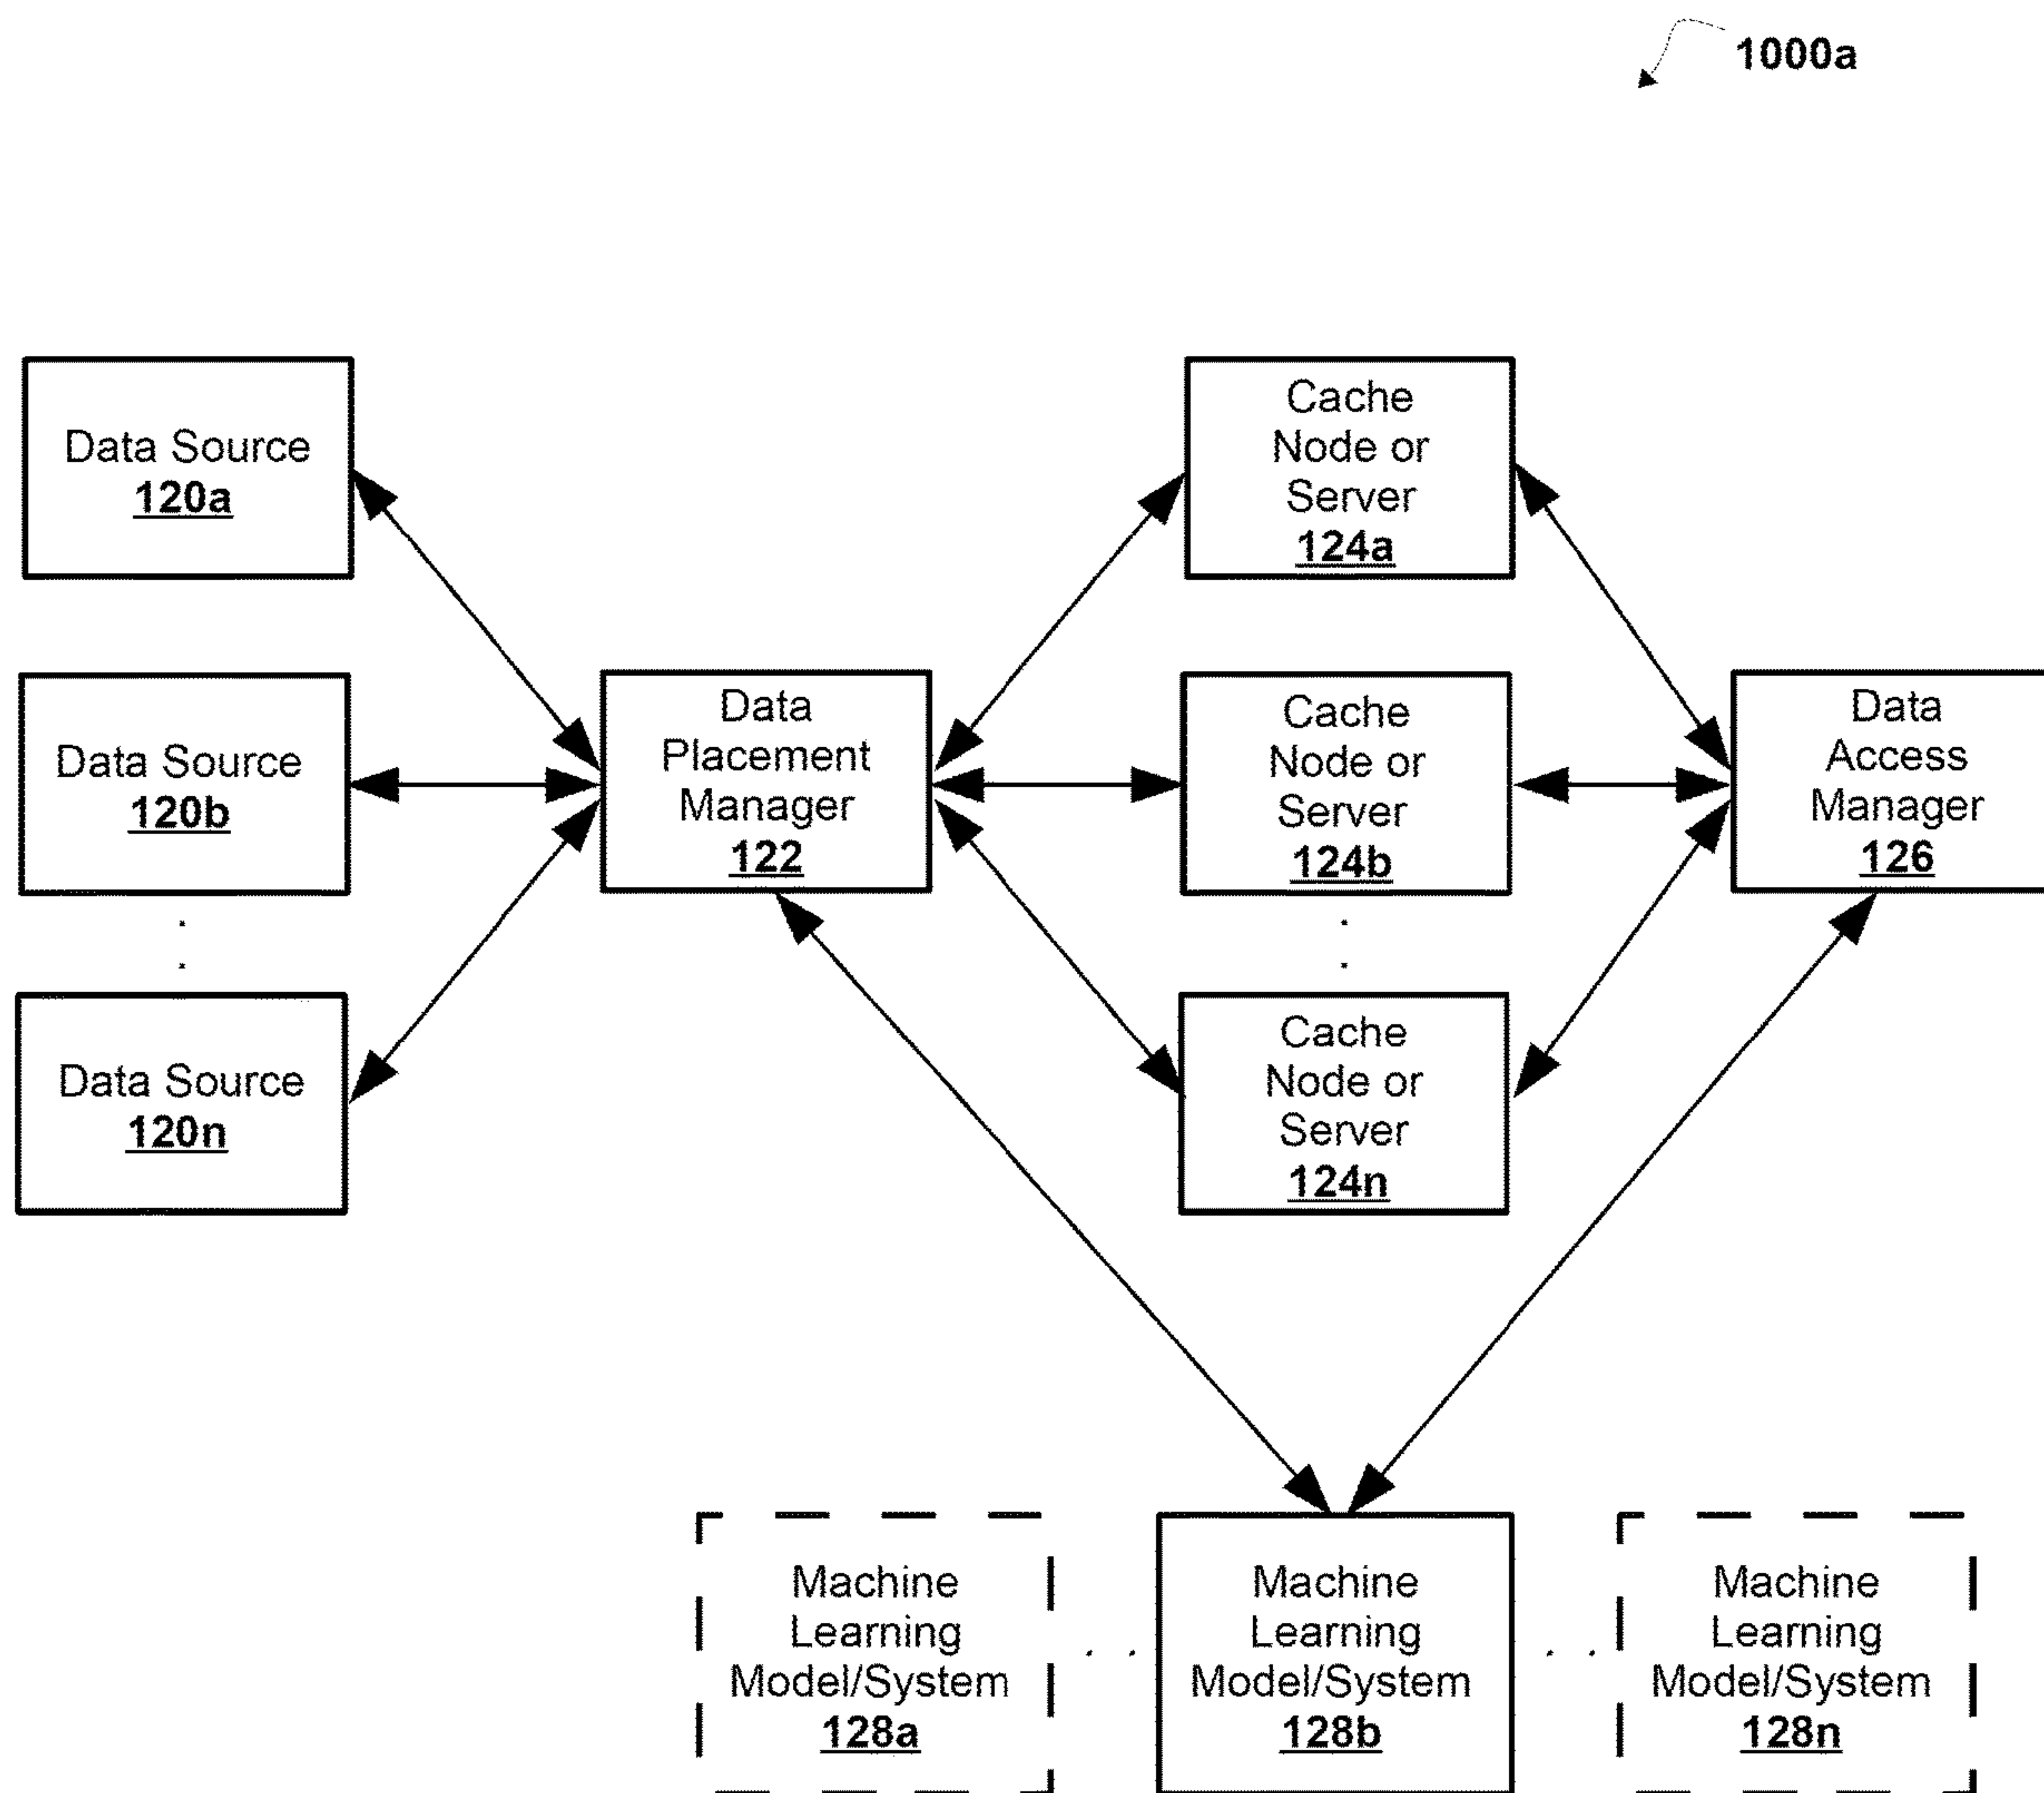 1000a
Data Source
120a
Cache
Node or
Server
124a
Data Source
120b
Data
Placement
Manager
122
Cache
Node or
Server
124b
Data
Access
Manager
126
Data Source
120n
Cache
Node or
Server
124n
Machine
Learning
Model/System
128a
Machine
Learning
Model/System
128b
Machine
Learning
Model/System
128n